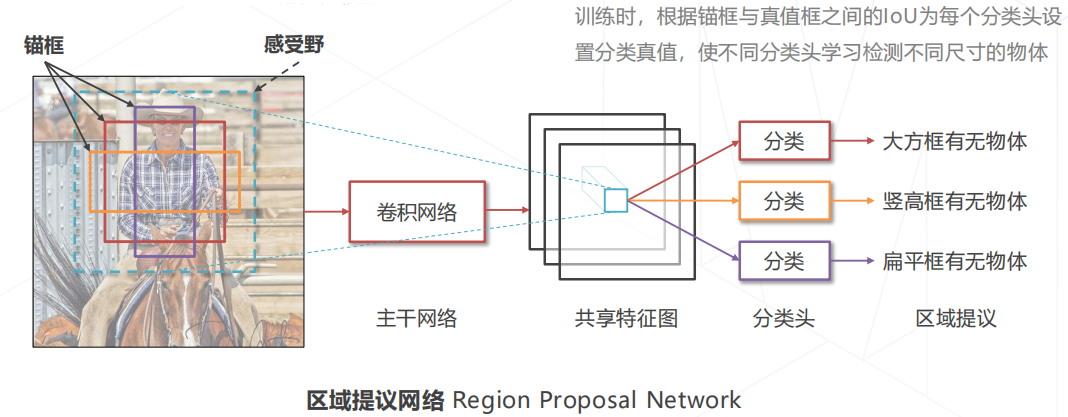 训练时，根据锚框与真值框之间的IoU为每个分类头设
置分类真值，使不同分类头学习检测不同尺寸的物体
锚框
感受野
卷积网络
分类
大方框有无物体
分类
竖高框有无物体
分类
扁平框有无物体
主干网络
共享特征图
分类头
区域提议
区域提议网络 Region Proposal Network